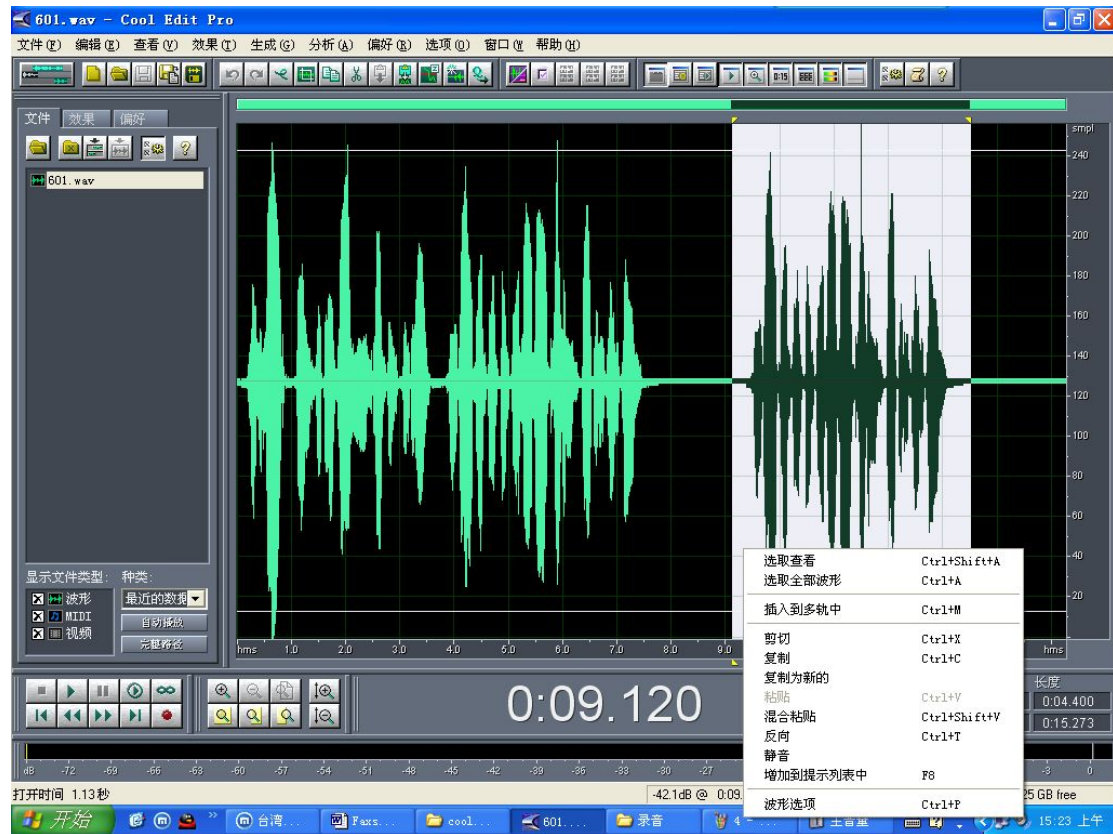 601.wav - Cool Edit Pro
文件(F) 编辑(E) 查看(V) 效果(T) 生成(G) 分析(A) 偏好(R) 选项(O) 窗口(W 帮助(H)
文件 效果 偏好
601.wav
smpl
240
220
200
180
160
140
120
100
80
60
40
20
显示文件类型: 种类:
波形 最近的数据
MIDI 自动播放
视频 完整路径
hms 1.0 2.0 3.0 4.0 5.0 6.0 7.0 8.0 9.0 hms
选取查看 Ctrl+Shift+A
选取全部波形 Ctrl+A
插入到多轨中 Ctrl+M
剪切 Ctrl+X
复制 Ctrl+C
复制为新的
粘贴 Ctrl+V
混合粘贴 Ctrl+Shift+V
反向 Ctrl+T
静音
增加到提示列表中 F8
波形选项 Ctrl+P
0:09.120
长度
0:04.400
0:15.273
dB -72 -69 -66 -63 -60 -57 -54 -51 -48 -45 -42 -39 -36 -33 -30 -27 -3 0
打开时间 1.13秒 -42.1dB @ 0:09. 25 GB free
开始 台湾... Faxs... cool... 601.... 录音 4 - ... 主音量 15:23 上午